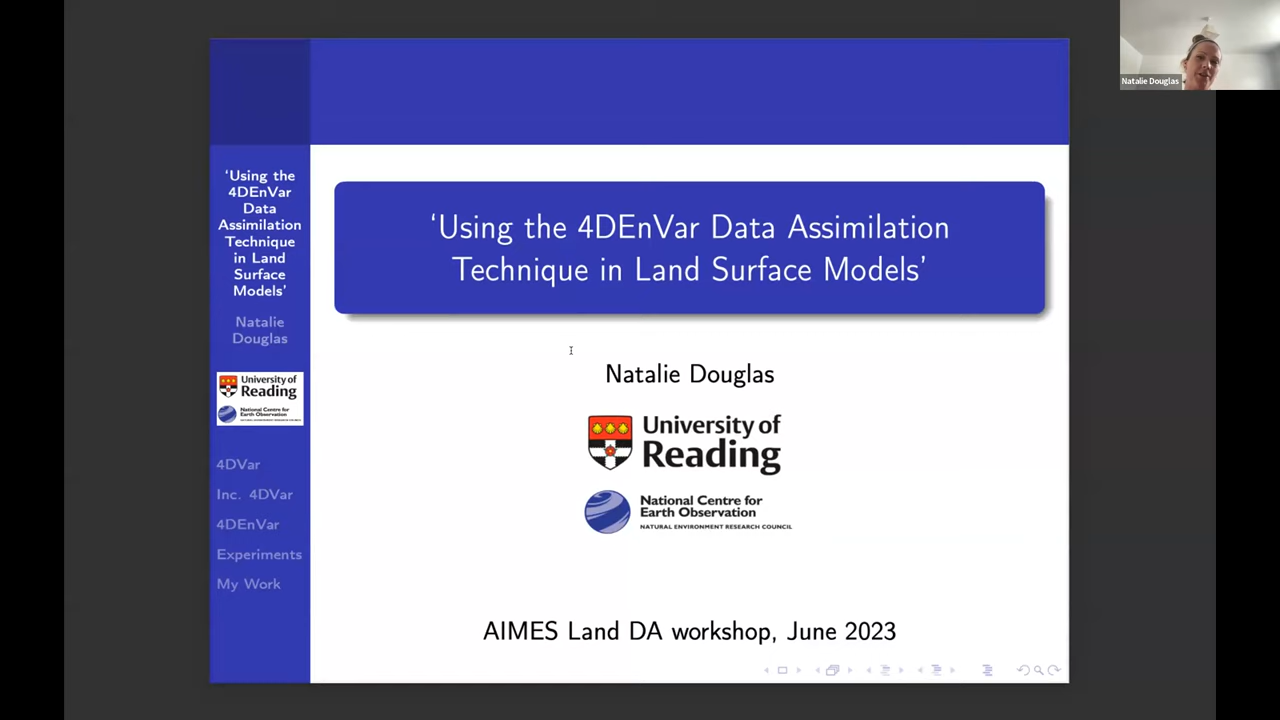 Natalie Douglas
‘Using the
4DEnVar
Data
Assimilation
Technique
in Land
Surface
Models’
Natalie
Douglas
University of
Reading
National Centre for
Earth Observation
4DVar
Inc. 4DVar
4DEnVar
Experiments
My Work
‘Using the 4DEnVar Data Assimilation
Technique in Land Surface Models’
Natalie Douglas
University of
Reading
National Centre for
Earth Observation
NATURAL ENVIRONMENT RESEARCH COUNCIL
AIMES Land DA workshop, June 2023